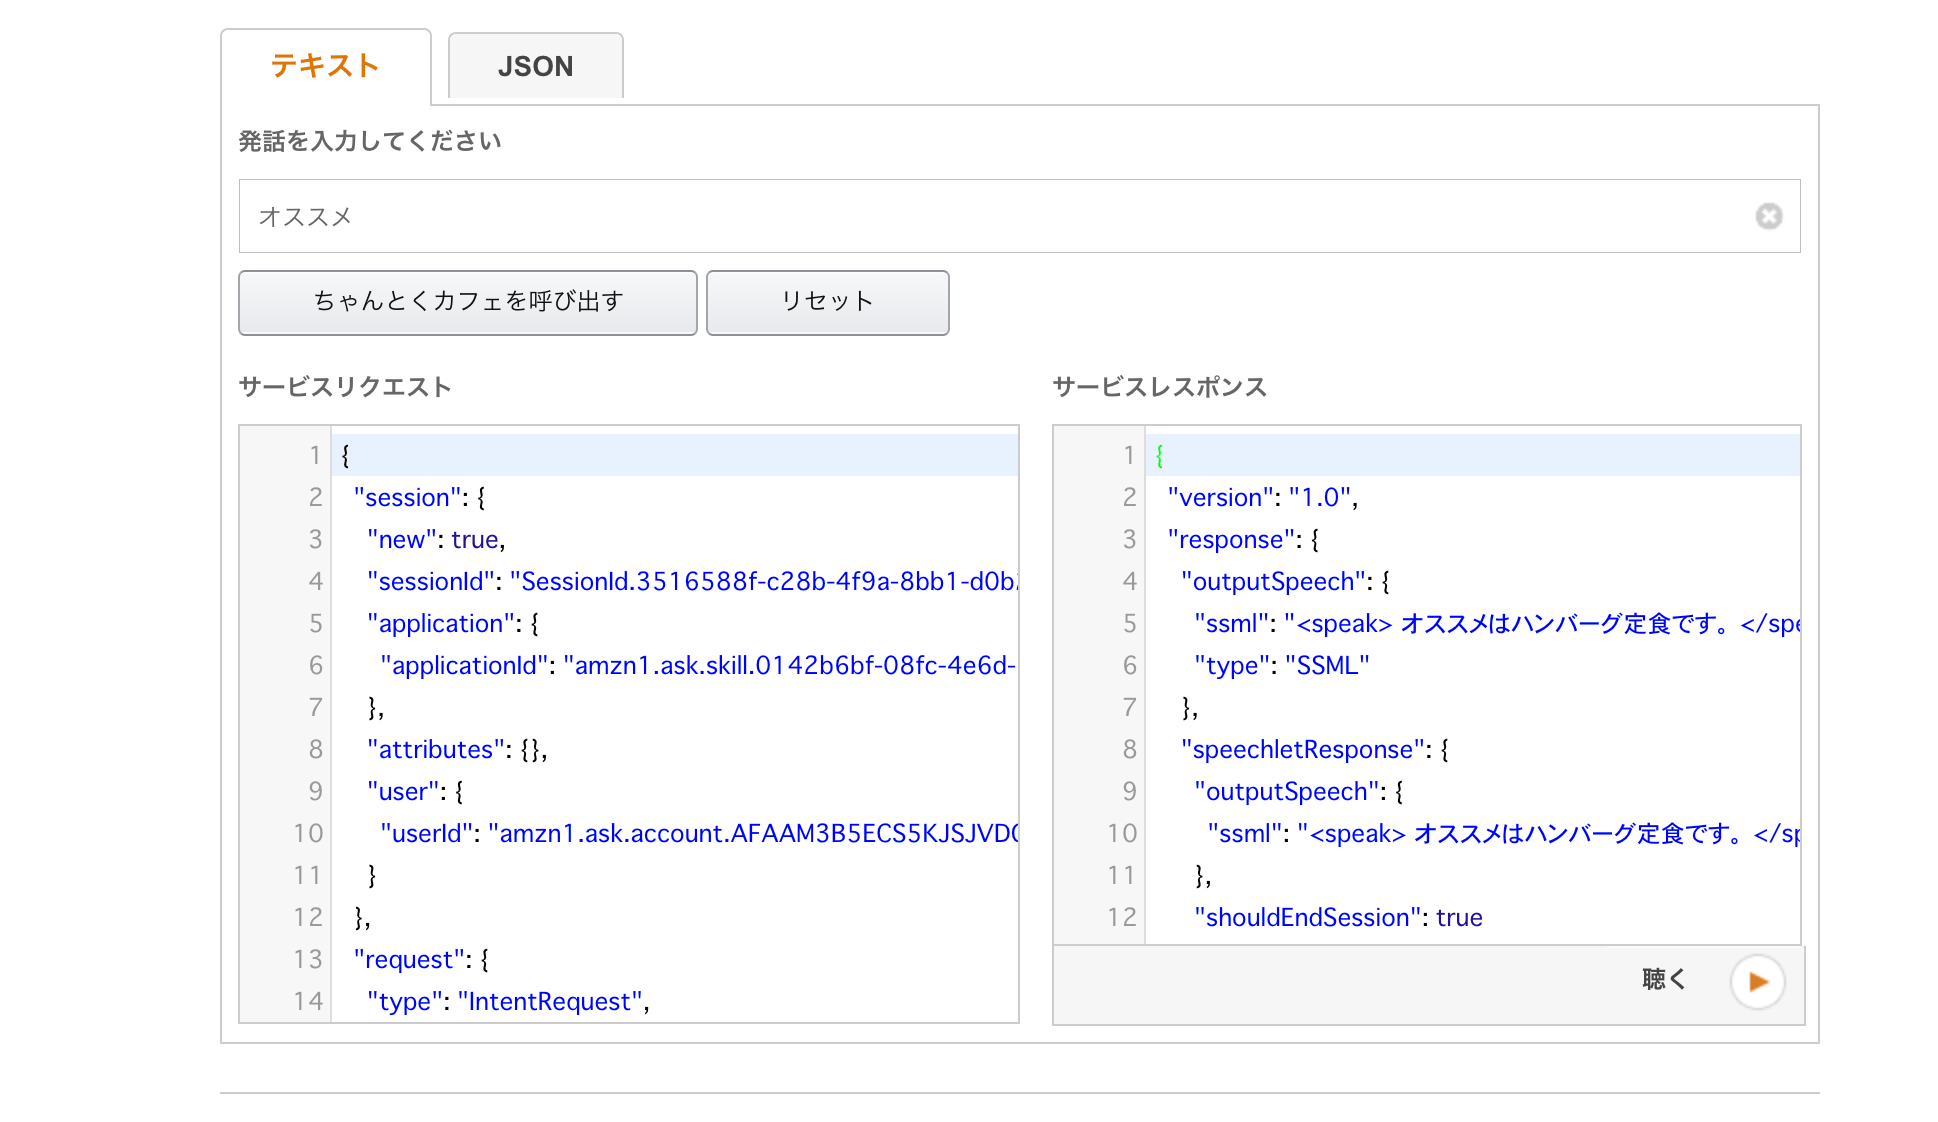 テキスト
JSON
発話を入力してください
オススメ
ちゃんとくカフェを呼び出す
リセット
サービスリクエスト
1 {
2 "session": {
3 "new": true,
4 "sessionId": "SessionId.3516588f-c28b-4f9a-8bb1-d0b
5 "application": {
6 "applicationId": "amzn1.ask.skill.0142b6bf-08fc-4e6d-
7 },
8 "attributes": {},
9 "user": {
10 "userId": "amzn1.ask.account.AFAAM3B5ECS5KJSJVD
11 }
12 },
13 "request": {
14 "type": "IntentRequest",
サービスレスポンス
1 {
2 "version": "1.0",
3 "response": {
4 "outputSpeech": {
5 "ssml": "<speak> オススメはハンバーグ定食です。</spe
6 "type": "SSML"
7 },
8 "speechletResponse": {
9 "outputSpeech": {
10 "ssml": "<speak> オススメはハンバーグ定食です。</sp
11 },
12 "shouldEndSession": true
聴く